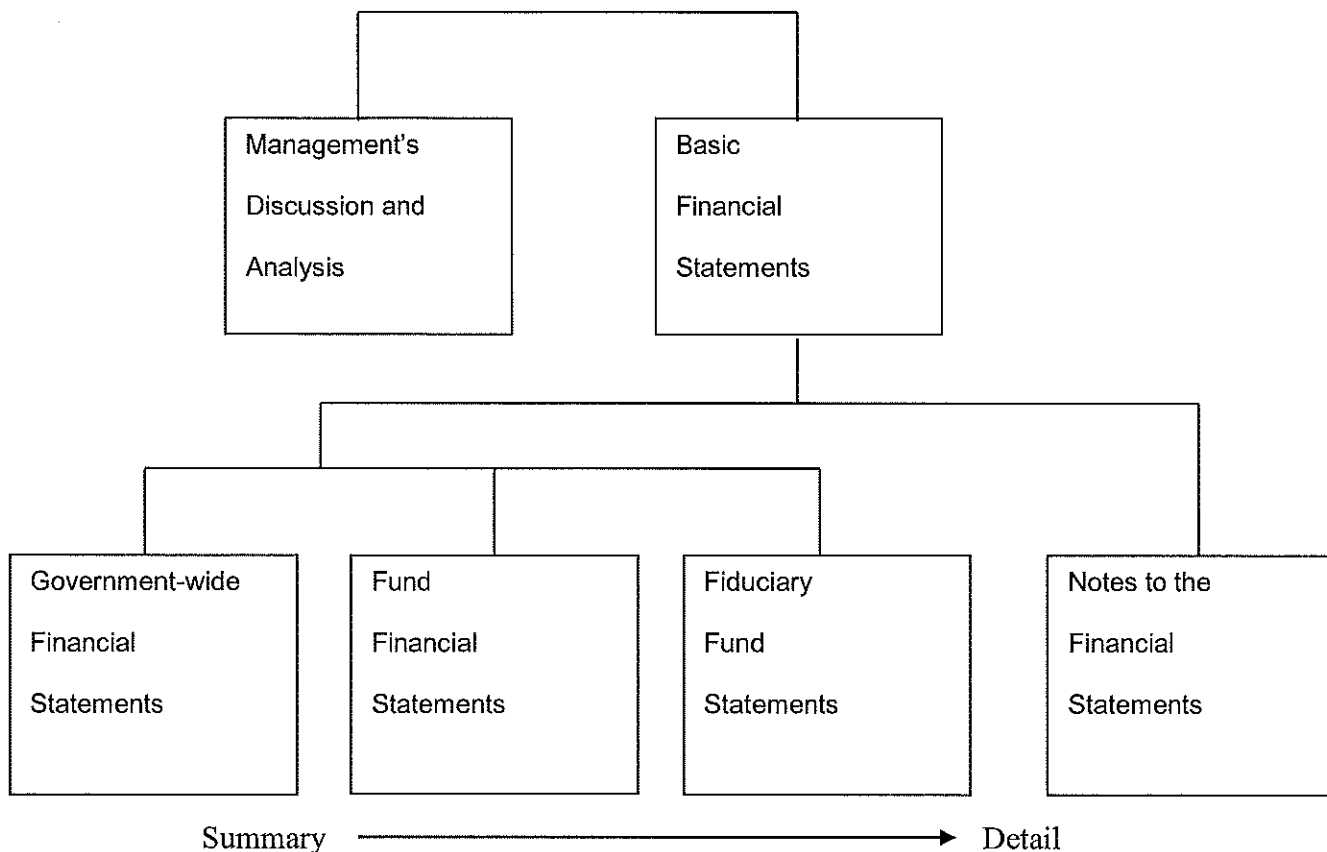 Management's
Discussion and
Analysis
Basic
Financial
Statements
Government-wide
Financial
Statements
Fund
Financial
Statements
Fiduciary
Fund
Statements
Notes to the
Financial
Statements
Summary
Detail